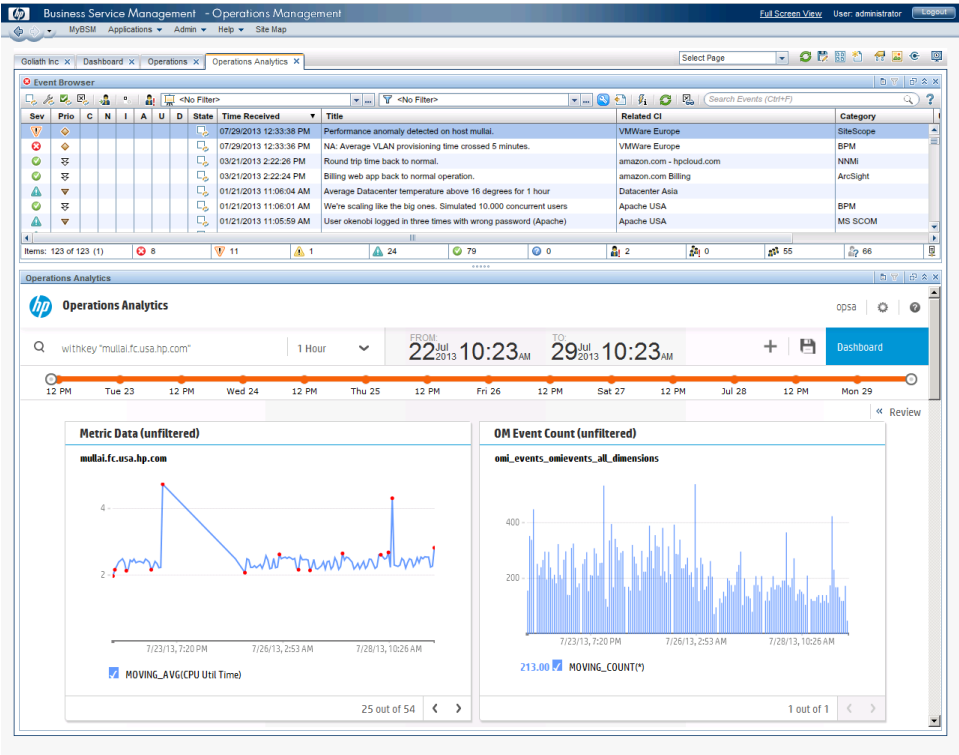 hp Business Service Management - Operations Management Full Screen View User: administrator Logout
MyBSM Applications Admin Help Site Map
Goliath Inc Dashboard Operations Operations Analytics Select Page
Event Browser
<No Filter> ... <No Filter> ... Search Events (Ctrl+F)
Sev Prio C N I A U D State Time Received Title Related CI Category
07/29/2013 12:33:38 PM Performance anomaly detected on host mullai. VMWare Europe SiteScope
07/29/2013 12:33:36 PM NA: Average VLAN provisioning time crossed 5 minutes. VMWare Europe BPM
03/21/2013 2:22:26 PM Round trip time back to normal. amazon.com - hpcloud.com NNMi
03/21/2013 2:22:24 PM Billing web app back to normal operation. amazon.com Billing ArcSight
01/21/2013 11:06:04 AM Average Datacenter temperature above 16 degrees for 1 hour Datacenter Asia
01/21/2013 11:06:01 AM We're scaling like the big ones. Simulated 10.000 concurrent users Apache USA BPM
01/21/2013 11:05:59 AM User okenobi logged in three times with wrong password (Apache) Apache USA MS SCOM
Items: 123 of 123 (1) 8 11 1 24 79 0 2 0 55 66
Operations Analytics
hp Operations Analytics opsa
withkey "mullai.fc.usa.hp.com" 1 Hour FROM: 22 Jul 2013 10:23 AM TO: 29 Jul 2013 10:23 AM Dashboard
12 PM Tue 23 12 PM Wed 24 12 PM Thu 25 12 PM Fri 26 12 PM Sat 27 12 PM Jul 28 12 PM Mon 29
« Review
Metric Data (unfiltered)
mullai.fc.usa.hp.com
4
2
7/23/13, 7:20 PM 7/26/13, 2:53 AM 7/28/13, 10:26 AM
MOVING_AVG(CPU Util Time)
25 out of 54
OM Event Count (unfiltered)
omi_events_omievents_all_dimensions
400
200
7/23/13, 7:20 PM 7/26/13, 2:53 AM 7/28/13, 10:26 AM
213.00 MOVING_COUNT(*)
1 out of 1